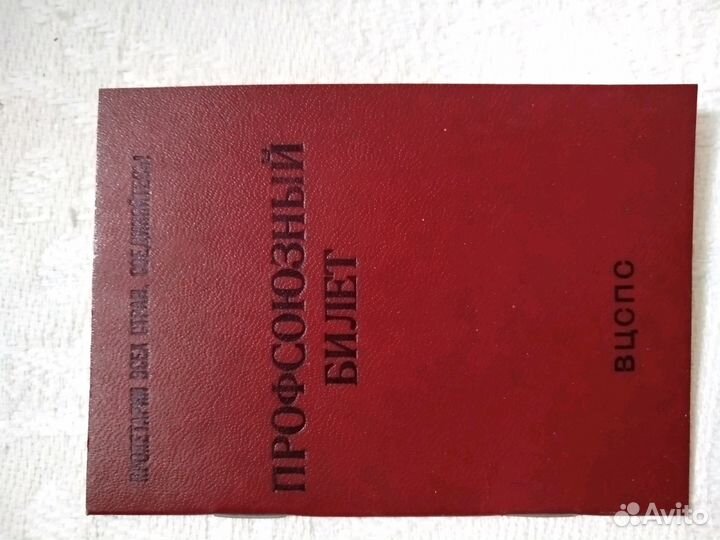 ПРОЛЕТАРИИ ВСЕХ СТРАН, СОЕДИНЯЙТЕСЬ!
ПРОФСОЮЗНЫЙ
БИЛЕТ
ВЦСПС
Avito